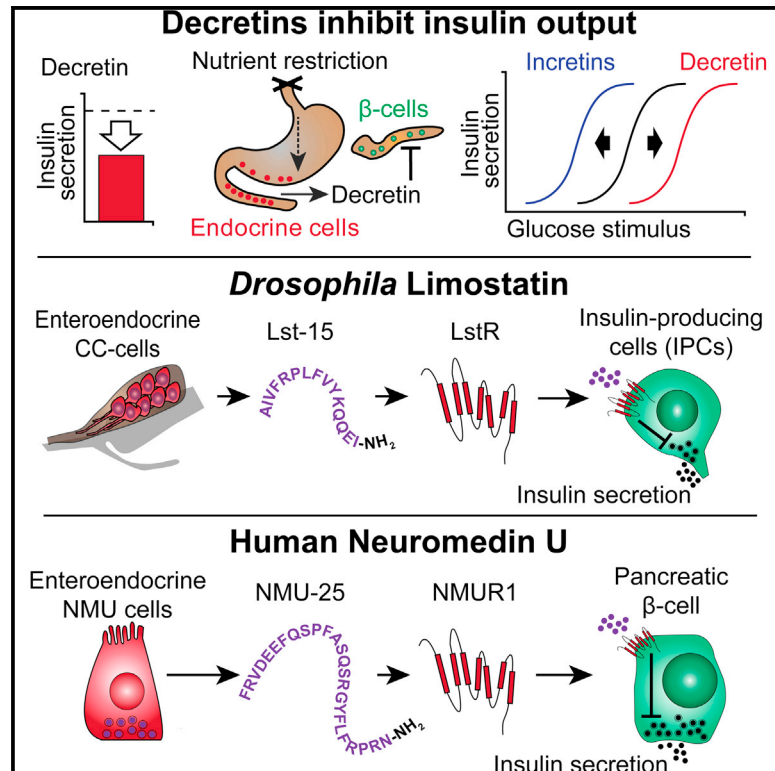 Decretins inhibit insulin output
Decretin
Insulin
secretion
Nutrient restriction
β-cells
Decretin
Endocrine cells
Insulin
secretion
Incretins
Decretin
Glucose stimulus
Drosophila Limostatin
Enteroendocrine
CC-cells
Lst-15
AIVFRPLFVYKQQEI-NH2
LstR
Insulin-producing
cells (IPCs)
Insulin secretion
Human Neuromedin U
Enteroendocrine
NMU cells
NMU-25
FRVDEEFQSPFASQSRGYFLFRPRN-NH2
NMUR1
Pancreatic
β-cell
Insulin secretion